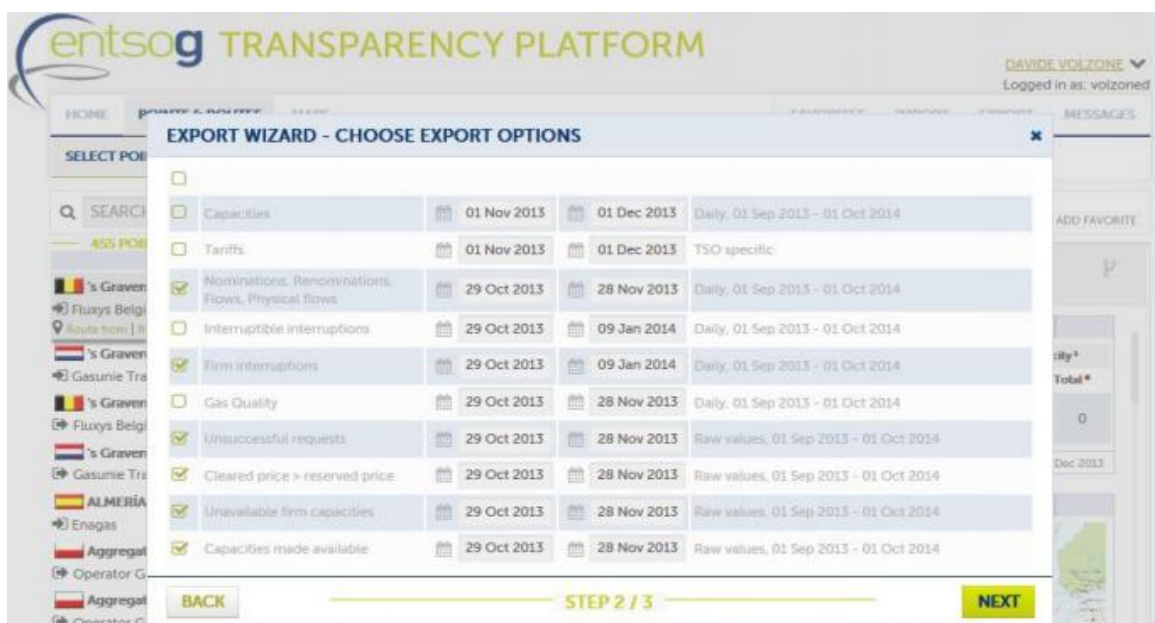 entsog TRANSPARENCY PLATFORM
DAVIDE VOLZONE
Logged in as: volzoned
HOME
MESSAGES
EXPORT WIZARD - CHOOSE EXPORT OPTIONS
SELECT POI
SEARCH
ADD FAVORITE
455 POI
Capacities 01 Nov 2013 01 Dec 2013 Daily, 01 Sep 2013 - 01 Oct 2014
Tariffs 01 Nov 2013 01 Dec 2013 TSO specific
Nominations, Renominations,
Flows, Physical flows 29 Oct 2013 28 Nov 2013 Daily, 01 Sep 2013 - 01 Oct 2014
Interruptible interruptions 29 Oct 2013 09 Jan 2014 Daily, 01 Sep 2013 - 01 Oct 2014
Firm interruptions 29 Oct 2013 09 Jan 2014 Daily, 01 Sep 2013 - 01 Oct 2014
Gas Quality 29 Oct 2013 28 Nov 2013 Daily, 01 Sep 2013 - 01 Oct 2014
Unsuccessful requests 29 Oct 2013 28 Nov 2013 Raw values, 01 Sep 2013 - 01 Oct 2014
Cleared price > reserved price 29 Oct 2013 28 Nov 2013 Raw values, 01 Sep 2013 - 01 Oct 2014
Unavailable firm capacities 29 Oct 2013 28 Nov 2013 Raw values, 01 Sep 2013 - 01 Oct 2014
Capacities made available 29 Oct 2013 28 Nov 2013 Raw values, 01 Sep 2013 - 01 Oct 2014
's Graven
Fluxys Belgi
Route from
's Graven
Gasunie Tra
's Graven
Fluxys Belgi
's Graven
Gasunie Tra
ALMERÍA
Enagas
Aggregat
Operator G
Aggregat
Operator G
city
Total*
0
Dec 2013
BACK
STEP 2 / 3
NEXT